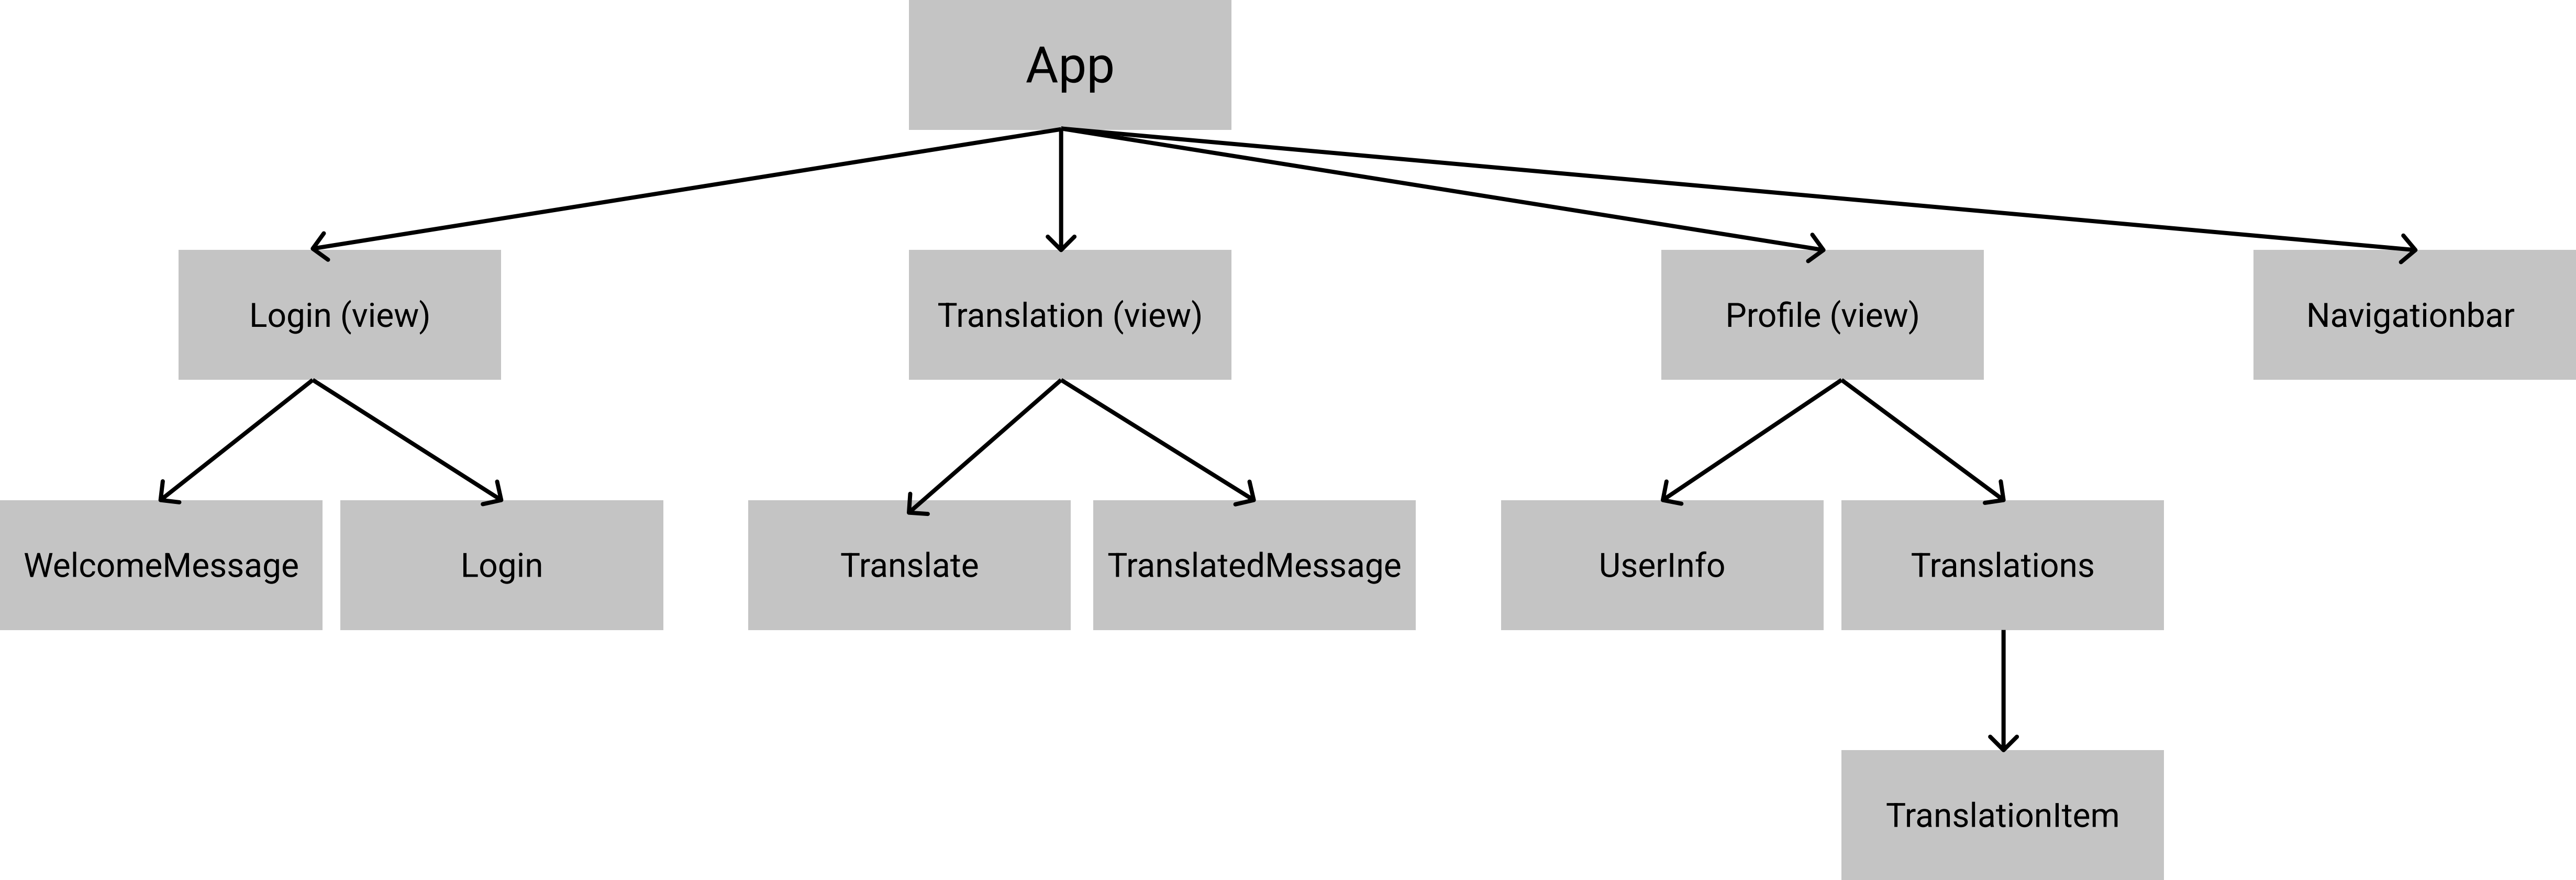 App
Login (view)
Translation (view)
Profile (view)
Navigationbar
WelcomeMessage
Login
Translate
TranslatedMessage
UserInfo
Translations
TranslationItem